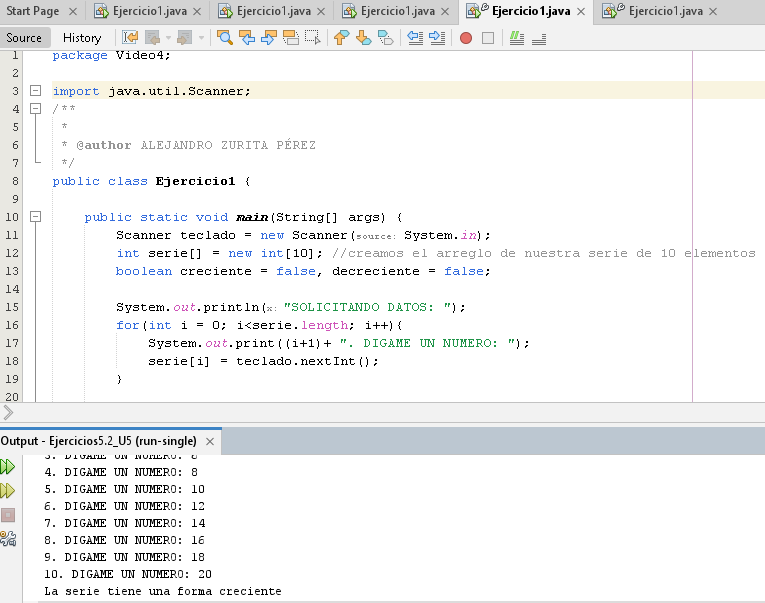 Start Page Ejercicio1.java Ejercicio1.java Ejercicio1.java Ejercicio1.java Ejercicio1.java
Source History
1 package Video4;
2
3 import java.util.Scanner;
4 /**
5 *
6 * @author ALEJANDRO ZURITA PÉREZ
7 */
8 public class Ejercicio1 {
9
10 public static void main(String[] args) {
11 Scanner teclado = new Scanner(source: System.in);
12 int serie[] = new int[10]; //creamos el arreglo de nuestra serie de 10 elementos
13 boolean creciente = false, decreciente = false;
14
15 System.out.println(x: "SOLICITANDO DATOS: ");
16 for(int i = 0; i<serie.length; i++){
17 System.out.print((i+1)+ ". DIGAME UN NUMERO: ");
18 serie[i] = teclado.nextInt();
19 }
20
Output - Ejercicios5.2_U5 (run-single)
3. DIGAME UN NUMERO: 6
4. DIGAME UN NUMERO: 8
5. DIGAME UN NUMERO: 10
6. DIGAME UN NUMERO: 12
7. DIGAME UN NUMERO: 14
8. DIGAME UN NUMERO: 16
9. DIGAME UN NUMERO: 18
10. DIGAME UN NUMERO: 20
La serie tiene una forma creciente